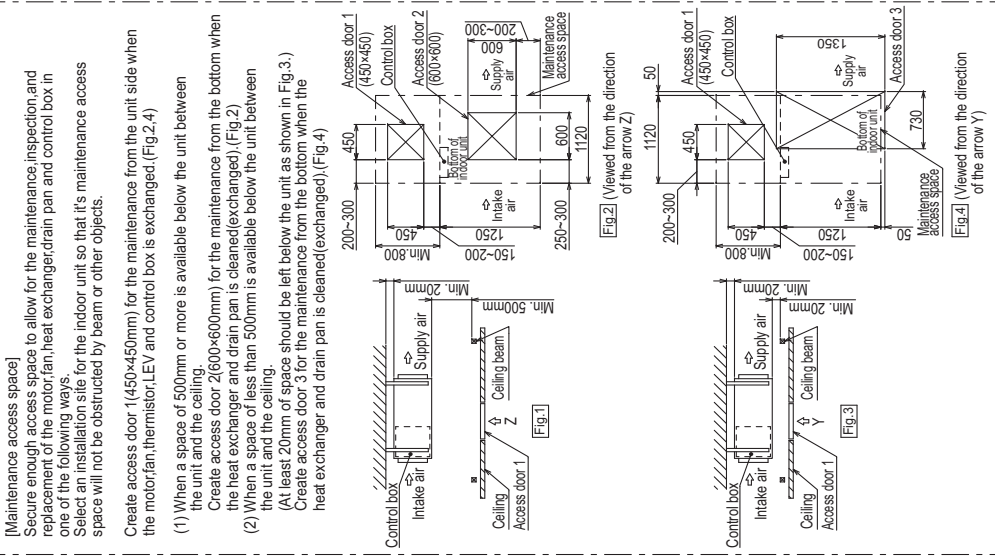 [Maintenance access space]
Secure enough access space to allow for the maintenance,inspection,and
replacement of the motor,fan,heat exchanger,drain pan and control box in
one of the following ways.
Select an installation site for the indoor unit so that it's maintenance access
space will not be obstructed by beam or other objects.
Create access door 1(450×450mm) for the maintenance from the unit side when
the motor,fan,thermistor,LEV and control box is exchanged.(Fig.2,4)
(1) When a space of 500mm or more is available below the unit between
the unit and the ceiling.
Create access door 2(600×600mm) for the maintenance from the bottom when
the heat exchanger and drain pan is cleaned(exchanged),(Fig.2)
(2) When a space of less than 500mm is available below the unit between
the unit and the ceiling.
(At least 20mm of space should be left below the unit as shown in Fig.3.)
Create access door 3 for the maintenance from the bottom when the
heat exchanger and drain pan is cleaned(exchanged),(Fig.4)
Control box
Intake air
Supply air
Min. 20mm
Min. 500mm
Ceiling
Access door 1
Ceiling beam
Z
Fig.1
Access door 1
(450×450)
Control box
Access door 2
(600×600)
200~300
450
Min.800
450
150~200
1250
Intake
air
Bottom of
indoor unit
200~300
600
Supply
air
Maintenance
access space
250~300
600
1120
Fig.2 (Viewed from the direction
of the arrow Z)
Control box
Intake air
Supply air
Min. 20mm
Min. 20mm
Ceiling
Access door 1
Ceiling beam
Y
Fig.3
1120
50
450
200~300
Access door 1
(450×450)
Control box
Min.800
450
150~200
1250
50
Intake
air
Supply
air
1350
Bottom of
indoor unit
730
Access door 3
Maintenance
access space
Fig.4 (Viewed from the direction
of the arrow Y)